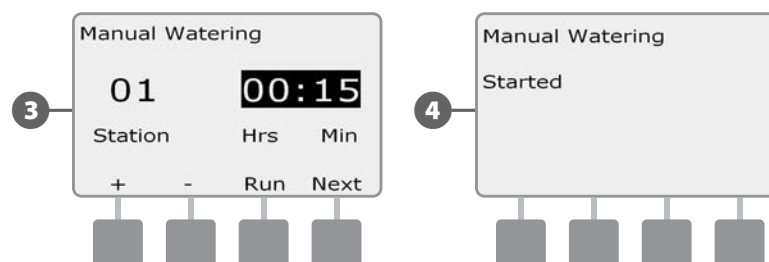 3
Manual Watering
01 00:15
Station Hrs Min
+ - Run Next
4
Manual Watering
Started